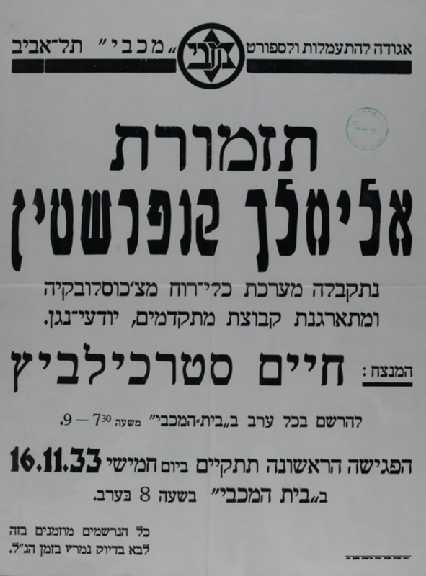 אגודה להתעמלות ולספורט „מכבי" תל־אביב
מכבי
תזמורת
אלימלך קופרשטין
נתקבלה מערכת כלי־רוח מצ'כוסלובקיה
ומתארגנת קבוצת מתקדמים, יודעי־נגן.
המנצח: חיים סטרכילביץ
להרשם בכל ערב ב„בית־המכבי" משעה 7³⁰ — 9.
הפגישה הראשונה תתקיים ביום חמישי 16.11.33
ב„בית המכבי" בשעה 8 בערב.
כל הנרשמים מוזמנים בזה
לבא בדיוק נמרץ בזמן הנ"ל.